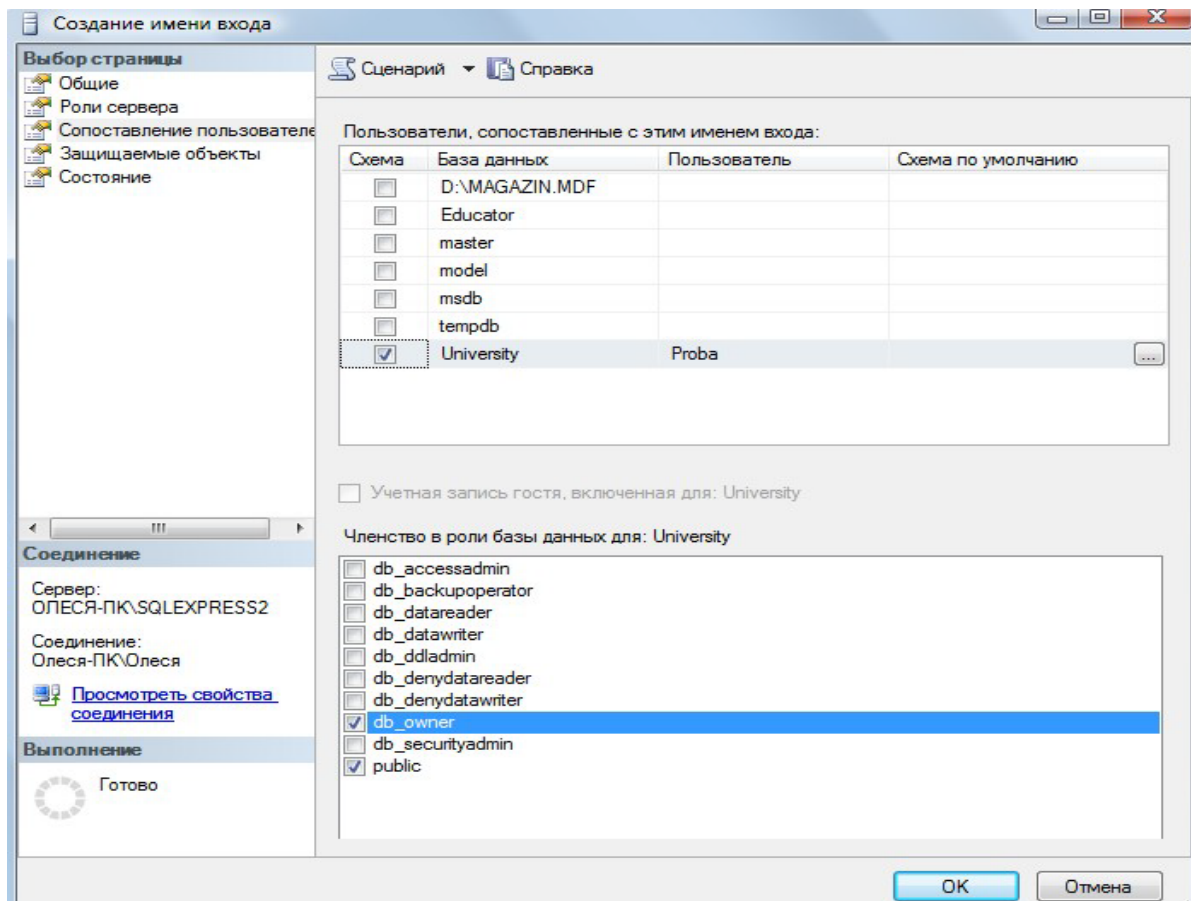 Создание имени входа
Выбор страницы
Общие
Роли сервера
Сопоставление пользователе
Защищаемые объекты
Состояние
Сценарий
Справка
Пользователи, сопоставленные с этим именем входа:
Схема База данных Пользователь Схема по умолчанию
D:\MAGAZIN.MDF
Educator
master
model
msdb
tempdb
University Proba ...
Учетная запись гостя, включенная для: University
Членство в роли базы данных для: University
db_accessadmin
db_backupoperator
db_datareader
db_datawriter
db_ddladmin
db_denydatareader
db_denydatawriter
db_owner
db_securityadmin
public
Соединение
Сервер:
ОЛЕСЯ-ПК\SQLEXPRESS2
Соединение:
Олеся-ПК\Олеся
Просмотреть свойства
соединения
Выполнение
Готово
OK Отмена